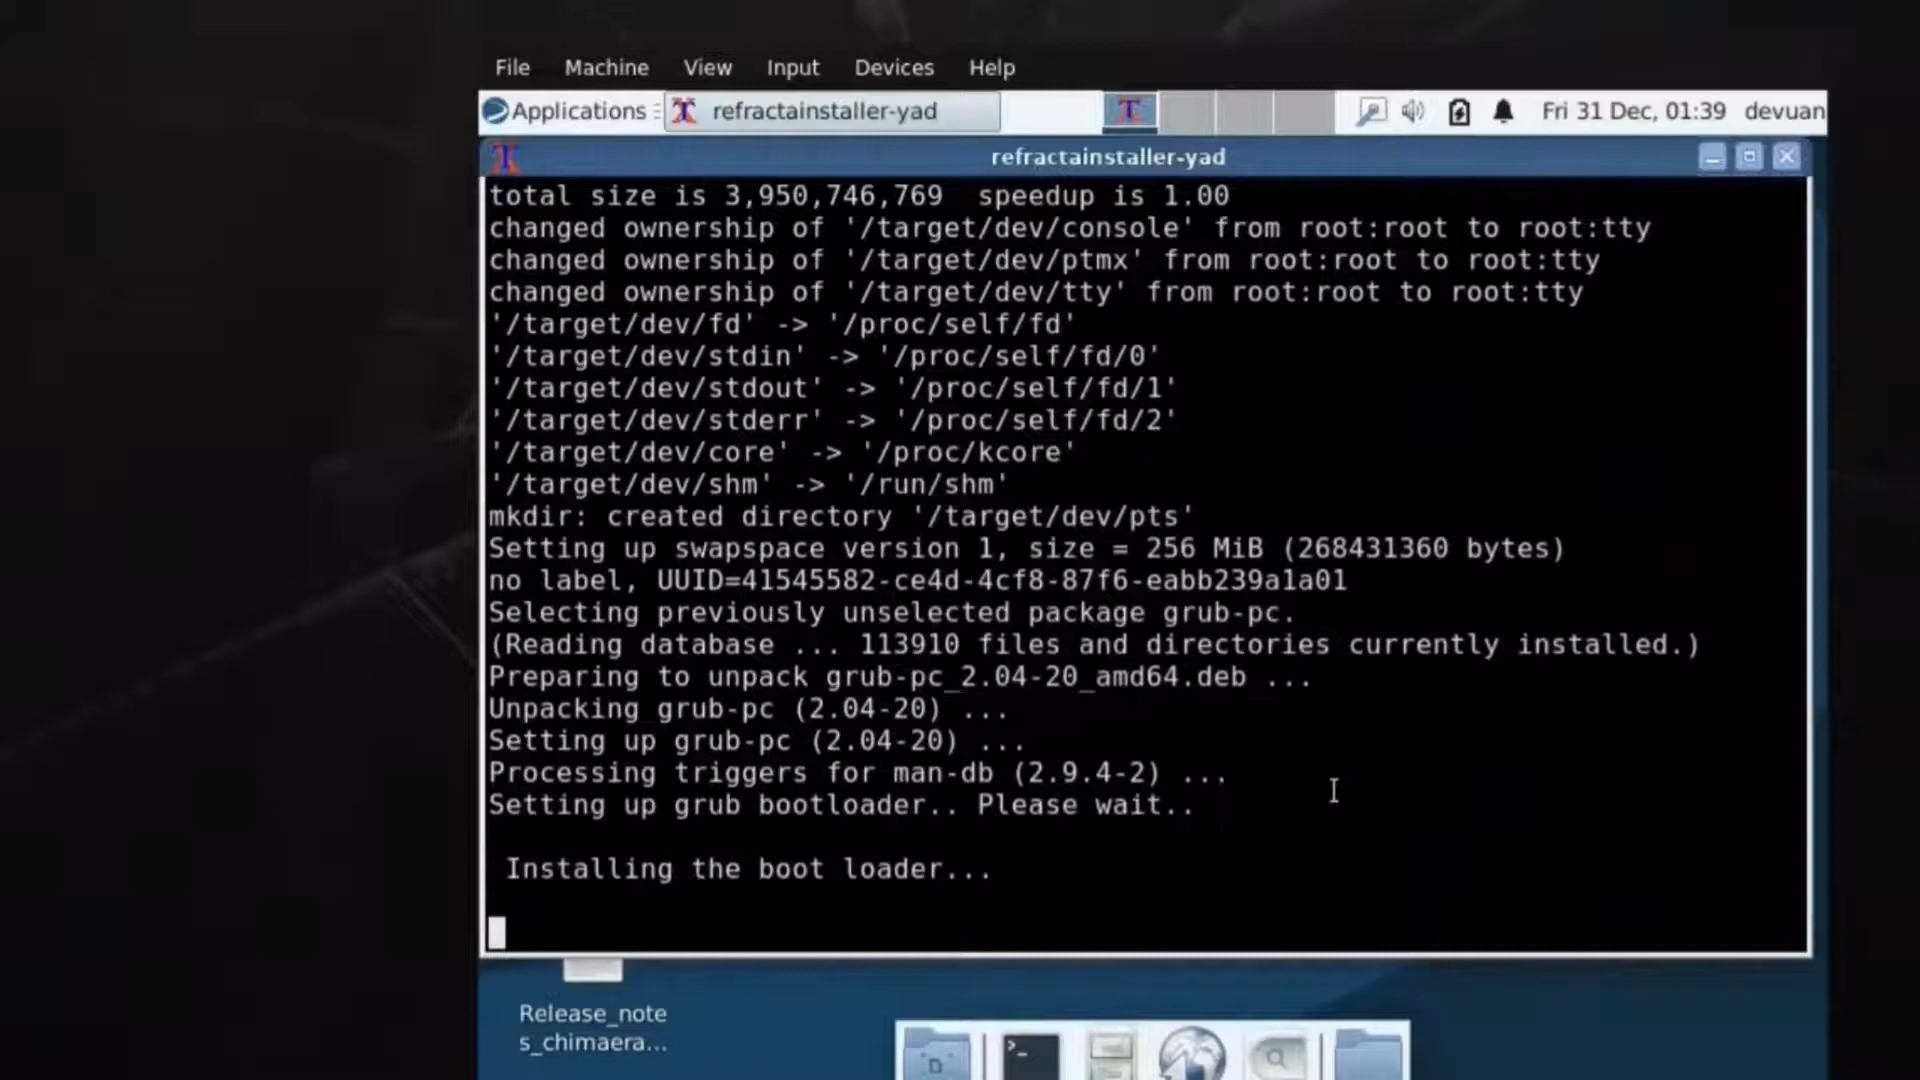 File Machine View Input Devices Help
Applications refractainstaller-yad Fri 31 Dec, 01:39 devuan
refractainstaller-yad
total size is 3,950,746,769  speedup is 1.00
changed ownership of '/target/dev/console' from root:root to root:tty
changed ownership of '/target/dev/ptmx' from root:root to root:tty
changed ownership of '/target/dev/tty' from root:root to root:tty
'/target/dev/fd' -> '/proc/self/fd'
'/target/dev/stdin' -> '/proc/self/fd/0'
'/target/dev/stdout' -> '/proc/self/fd/1'
'/target/dev/stderr' -> '/proc/self/fd/2'
'/target/dev/core' -> '/proc/kcore'
'/target/dev/shm' -> '/run/shm'
mkdir: created directory '/target/dev/pts'
Setting up swapspace version 1, size = 256 MiB (268431360 bytes)
no label, UUID=41545582-ce4d-4cf8-87f6-eabb239a1a01
Selecting previously unselected package grub-pc.
(Reading database ... 113910 files and directories currently installed.)
Preparing to unpack grub-pc_2.04-20_amd64.deb ...
Unpacking grub-pc (2.04-20) ...
Setting up grub-pc (2.04-20) ...
Processing triggers for man-db (2.9.4-2) ...
Setting up grub bootloader.. Please wait..
Installing the boot loader...
Release_note
s_chimaera...